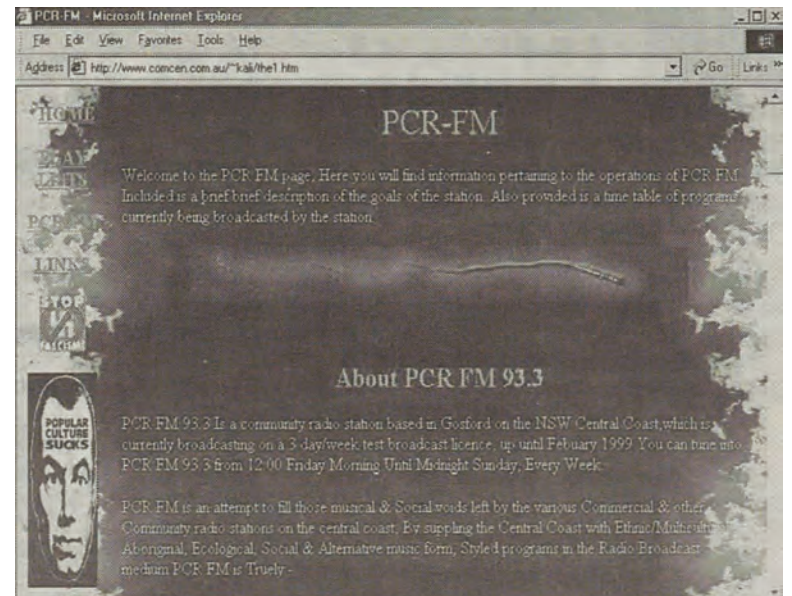 PCR-FM - Microsoft Internet Explorer
File Edit View Favorites Tools Help
Address http://www.comcen.com.au/~kali/the1.htm Go Links »
HOME
PLAY
LISTS
LINKS
STOP
FASCISM
POPULAR
CULTURE
SUCKS
PCR-FM
Welcome to the PCR FM page, Here you will find information pertaining to the operations of PCR FM.
Included is a brief brief description of the goals of the station. Also provided is a time table of programs
currently being broadcasted by the station.
About PCR FM 93.3
PCR FM 93.3 Is a community radio station based in Gosford on the NSW Central Coast,which is
currently broadcasting on a 3 day/week test broadcast licence, up until Febuary 1999 You can tune into
PCR FM 93.3 from 12:00 Friday Morning Until Midnight Sunday, Every Week.
PCR FM is an attempt to fill those musical & Social voids left by the various Commercial & other
Community radio stations on the central coast, By suppling the Central Coast with Ethnic/Multicultural
Aboriginal, Ecological, Social & Alternative music form, Styled programs in the Radio Broadcast
medium PCR FM is Truely -